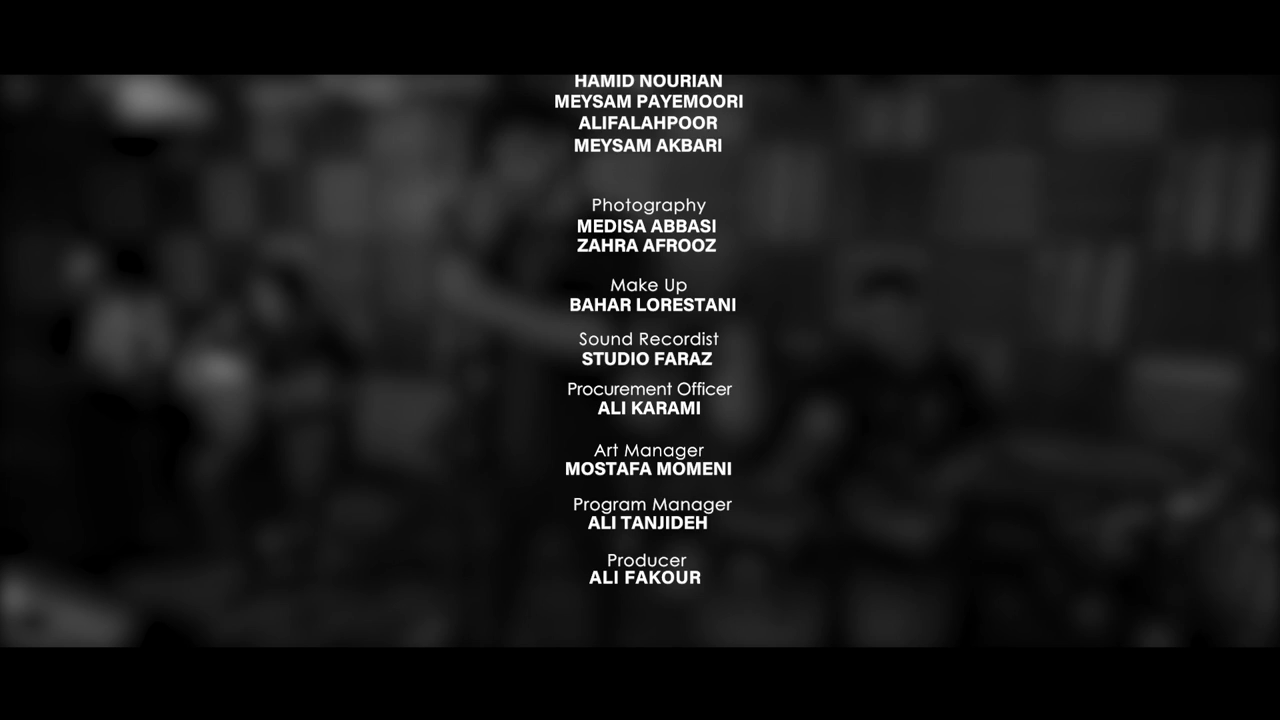 HAMID NOURIAN
MEYSAM PAYEMOORI
ALIFALAHPOOR
MEYSAM AKBARI
Photography
MEDISA ABBASI
ZAHRA AFROOZ
Make Up
BAHAR LORESTANI
Sound Recordist
STUDIO FARAZ
Procurement Officer
ALI KARAMI
Art Manager
MOSTAFA MOMENI
Program Manager
ALI TANJIDEH
Producer
ALI FAKOUR